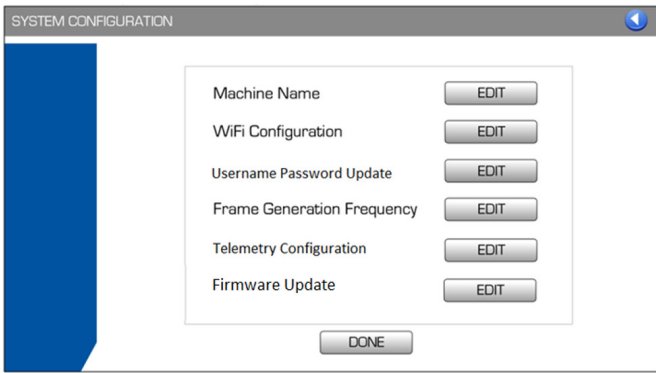 SYSTEM CONFIGURATION
Machine Name EDIT
WiFi Configuration EDIT
Username Password Update EDIT
Frame Generation Frequency EDIT
Telemetry Configuration EDIT
Firmware Update EDIT
DONE